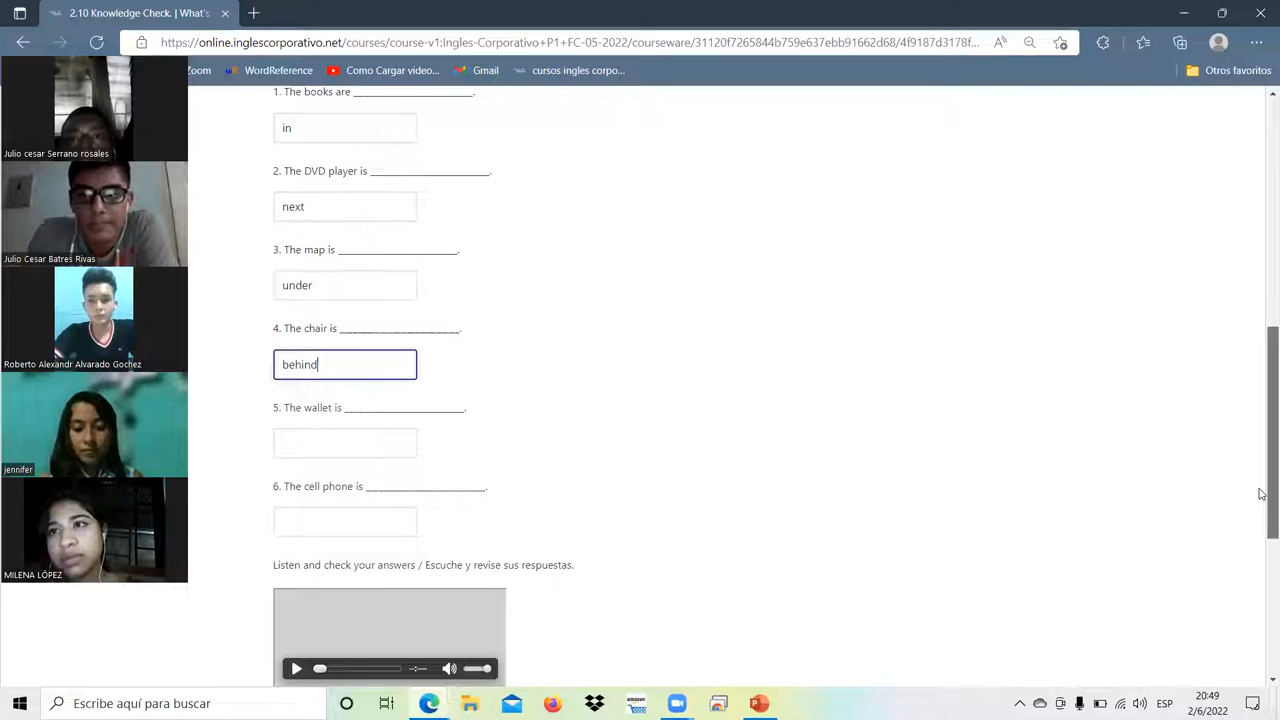 2.10 Knowledge Check. | What's
https://online.inglescorporativo.net/courses/course-v1:Ingles-Corporativo+P1+FC-05-2022/courseware/31120f7265844b759e637ebb91662d68/4f9187d3178f...
Zoom
WordReference
Como Cargar video...
Gmail
cursos ingles corpo...
Otros favoritos
Julio cesar Serrano rosales
Julio Cesar Batres Rivas
Roberto Alexandr Alvarado Gochez
jennifer
MILENA LÓPEZ
1. The books are ____________________.
in
2. The DVD player is ____________________.
next
3. The map is ____________________.
under
4. The chair is ____________________.
behind
5. The wallet is ____________________.
6. The cell phone is ____________________.
Listen and check your answers / Escuche y revise sus respuestas.
-:--
Escribe aquí para buscar
amazon
ESP
20:49
2/6/2022